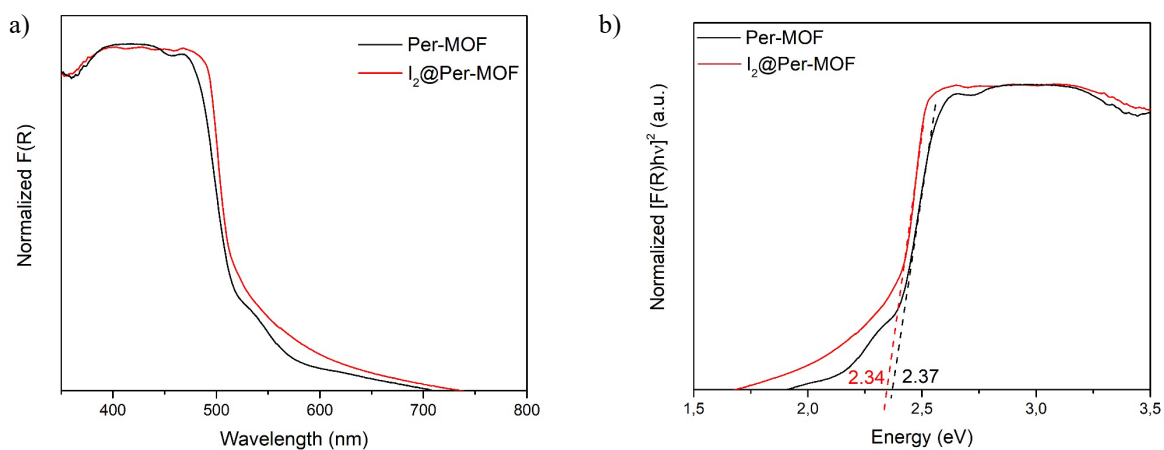 a)
Per-MOF
I₂@Per-MOF
Normalized F(R)
400
500
600
700
800
Wavelength (nm)
b)
Per-MOF
I₂@Per-MOF
Normalized [F(R)hν]² (a.u.)
2.34
2.37
1,5
2,0
2,5
3,0
3,5
Energy (eV)